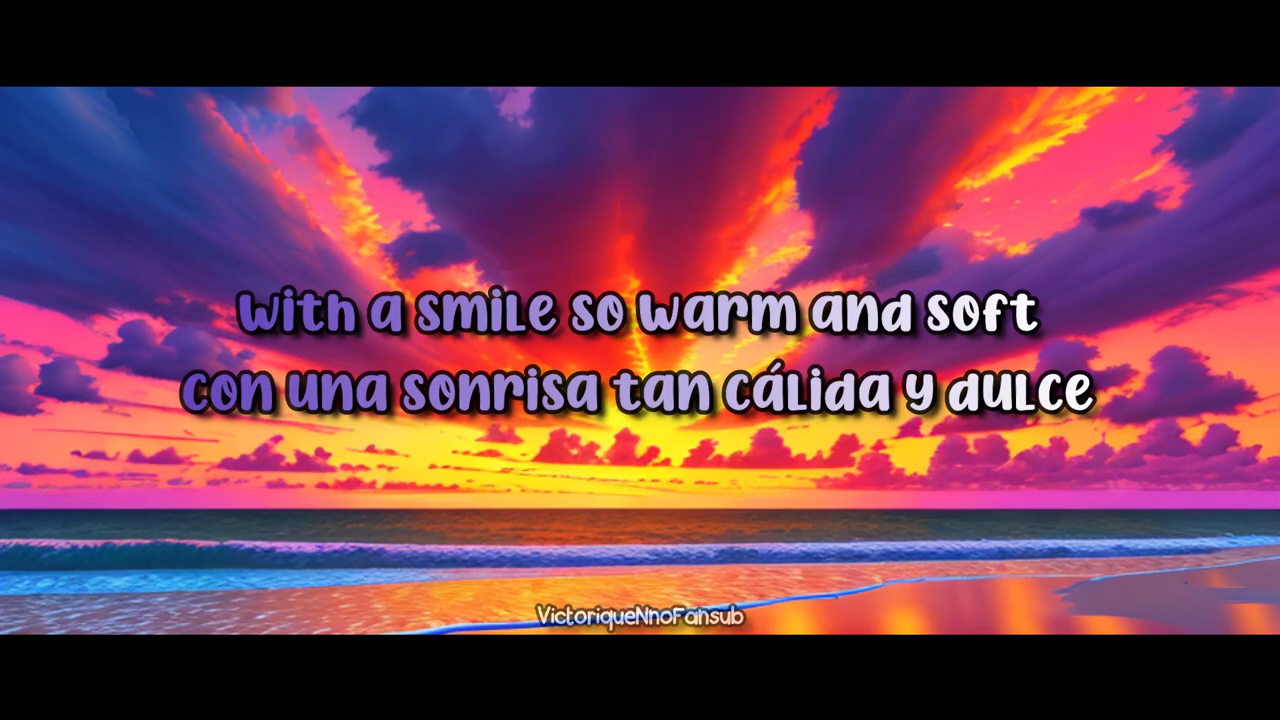 with a smile so warm and soft
con una sonrisa tan cálida y dulce
VictoriqueNnoFansub